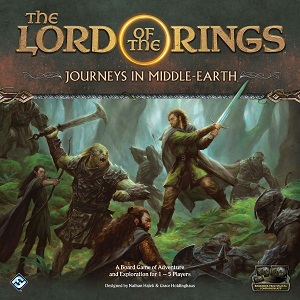 THE
LORD OF THE RINGS
JOURNEYS IN MIDDLE-EARTH
A Board Game of Adventure
and Exploration for 1 – 5 Players
Designed by Nathan Hajek & Grace Holdinghaus